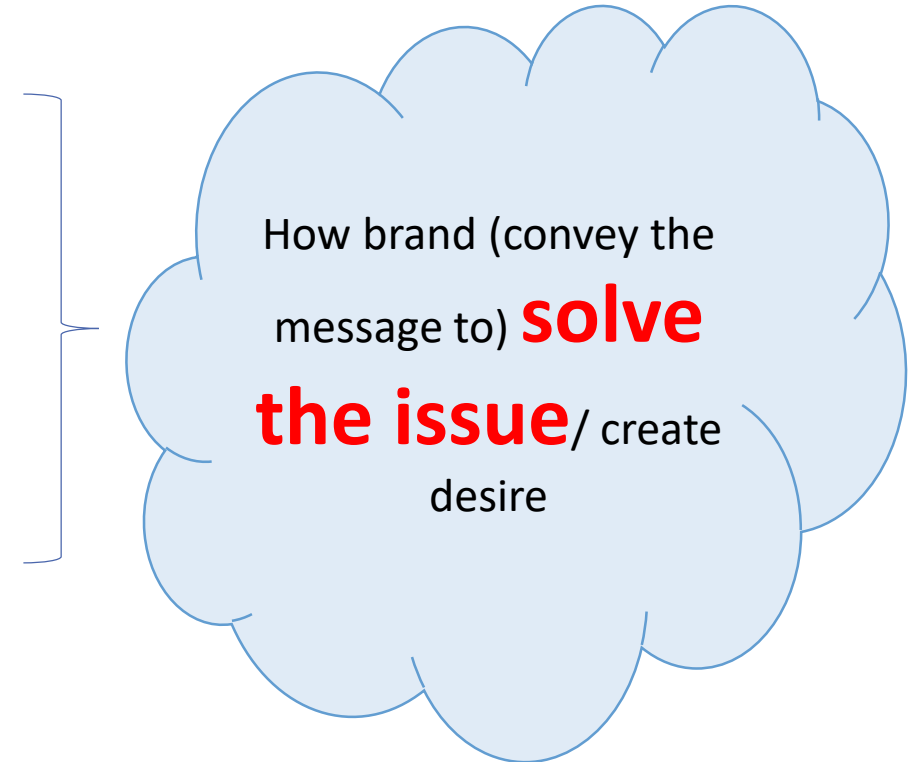 How brand (convey the
message to) solve
the issue/ create
desire